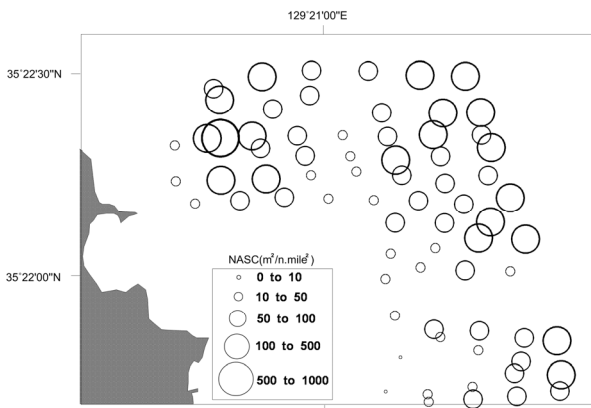 129°21'00"E
35°22'30"N
NASC(m²/n.mile²)
0 to 10
10 to 50
35°22'00"N
50 to 100
100 to 500
500 to 1000